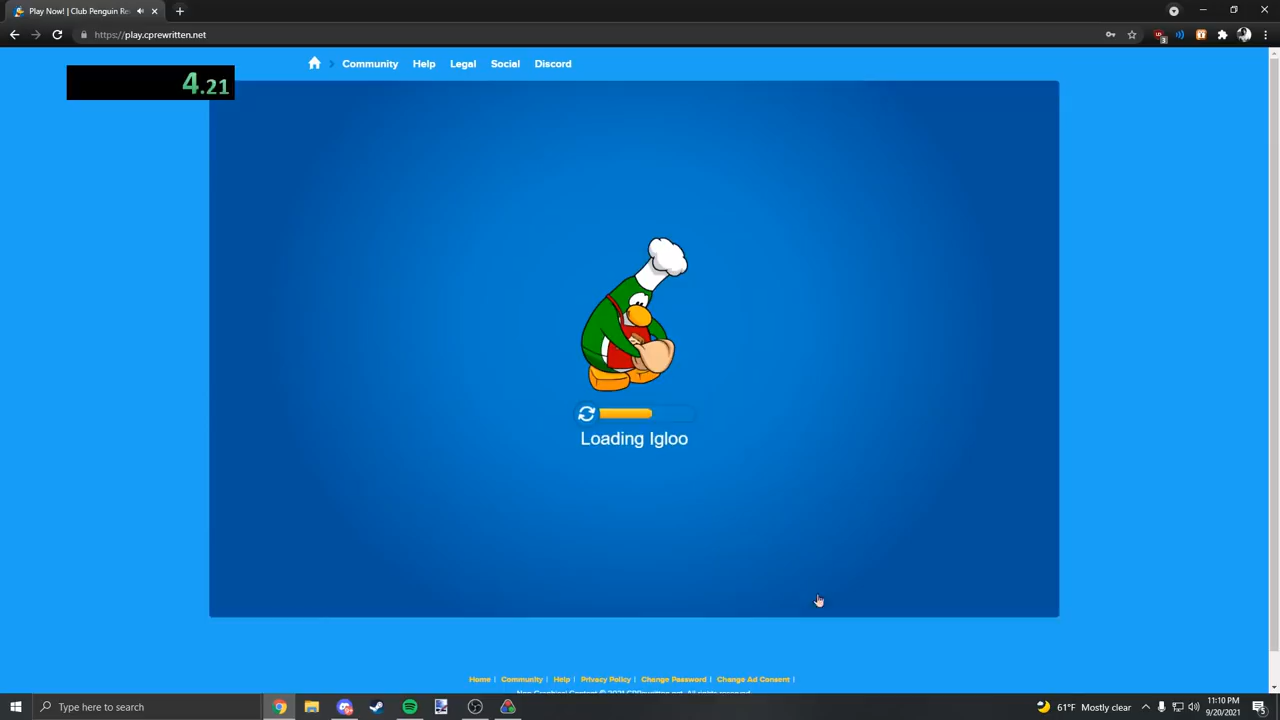 Play Now! | Club Penguin Re
https://play.cprewritten.net
Community Help Legal Social Discord
4.21
Loading Igloo
Home | Community | Help | Privacy Policy | Change Password | Change Ad Consent |
Type here to search
61°F Mostly clear
11:10 PM
9/20/2021